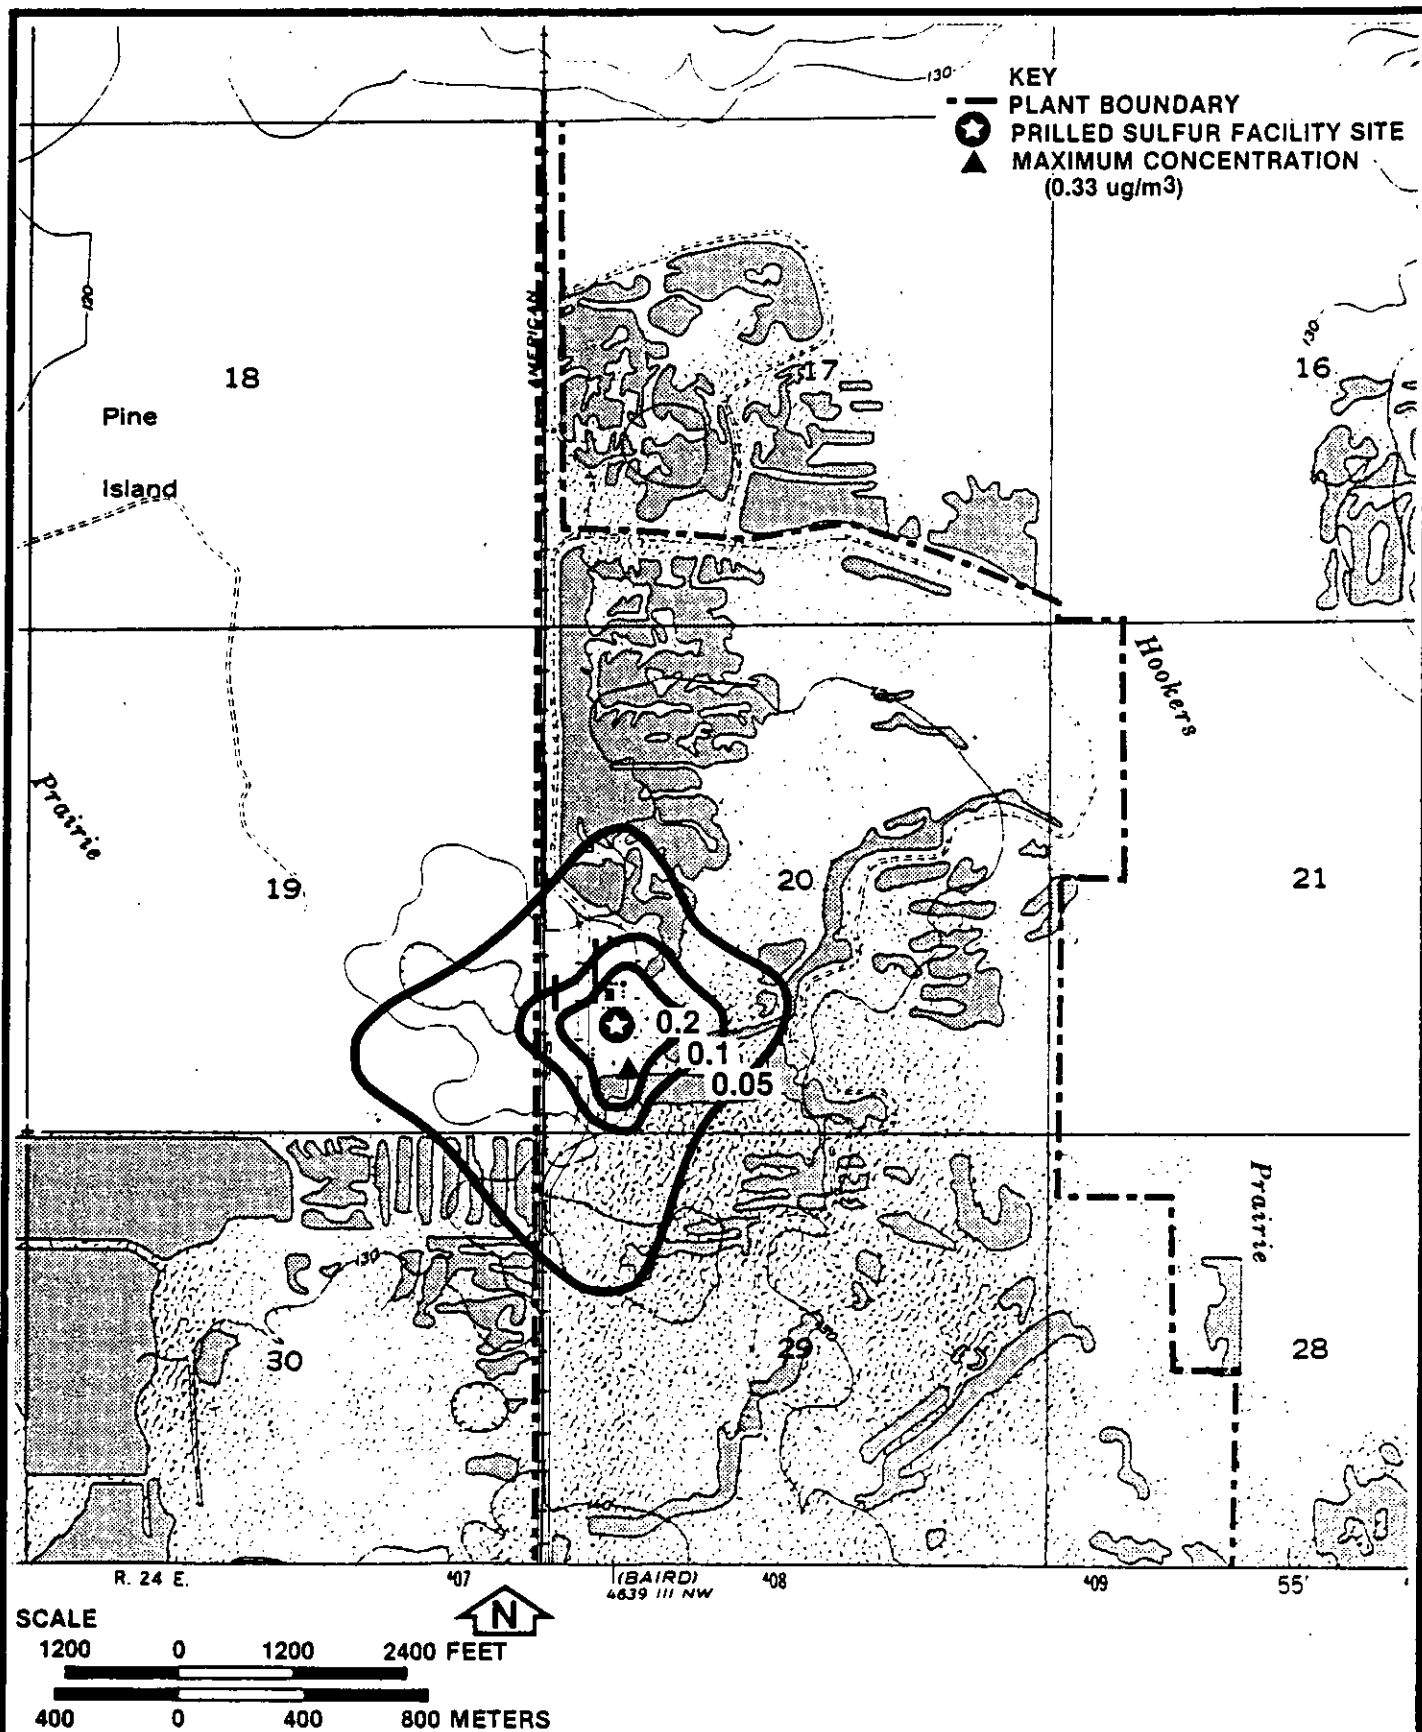 KEY
PLANT BOUNDARY
PRILLED SULFUR FACILITY SITE
MAXIMUM CONCENTRATION
(0.33 ug/m³)
130
120
AMERICAN
130
18
17
16
Pine
Island
Hookers
Prairie
19
20
21
0.2
0.1
0.05
Prairie
130
30
29
28
R. 24 E.
407
(BAIRD)
4639 III NW
408
409
55'
N
SCALE
1200 0 1200 2400 FEET
400 0 400 800 METERS